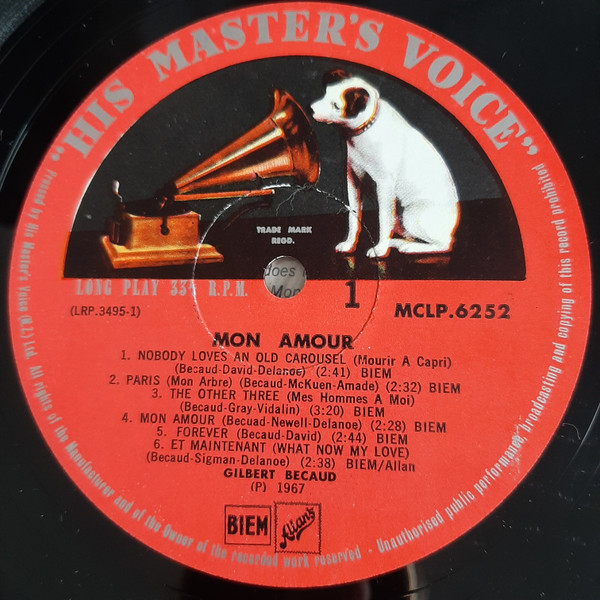 "HIS MASTER'S VOICE"
TRADE MARK
REGD.
does
Mon
LONG PLAY 33⅓ R.P.M.
1
(LRP.3495-1)
MCLP.6252
MON AMOUR
1. NOBODY LOVES AN OLD CAROUSEL (Mourir A Capri)
(Becaud-David-Delanoe) (2:41) BIEM
2. PARIS (Mon Arbre) (Becaud-McKuen-Amade) (2:32) BIEM
3. THE OTHER THREE (Mes Hommes A Moi)
(Becaud-Gray-Vidalin) (3:20) BIEM
4. MON AMOUR (Becuad-Newell-Delanoe) (2:28) BIEM
5. FOREVER (Becaud-David) (2:44) BIEM
6. ET MAINTENANT (WHAT NOW MY LOVE)
(Becaud-Sigman-Delanoe) (2:38) BIEM/Allan
GILBERT BECAUD
(P) 1967
BIEM
Allans
Pressed by His Master's Voice (N.Z.) Ltd. All rights of the Manufacturer and of the Owner of the recorded work reserved - Unauthorised public performance, broadcasting and copying of this record prohibited